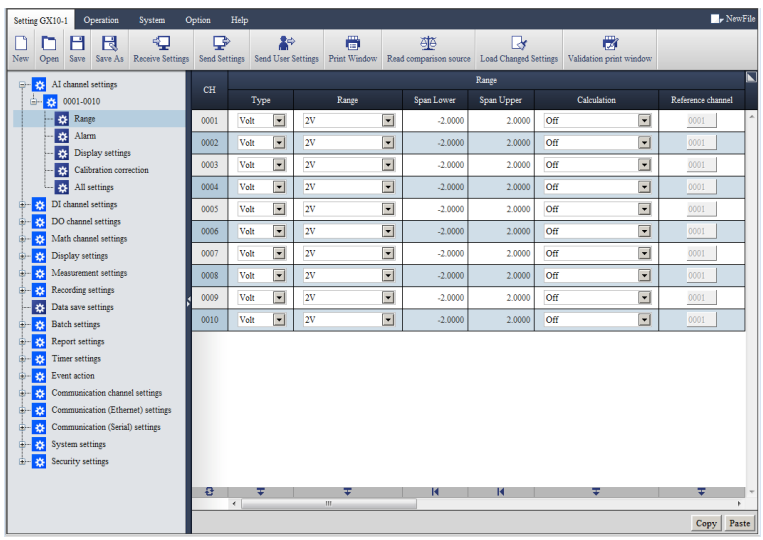 Setting GX10-1 Operation System Option Help NewFile
New Open Save Save As Receive Settings Send Settings Send User Settings Print Window Read comparison source Load Changed Settings Validation print window
AI channel settings
0001-0010
Range
Alarm
Display settings
Calibration correction
All settings
DI channel settings
DO channel settings
Math channel settings
Display settings
Measurement settings
Recording settings
Data save settings
Batch settings
Report settings
Timer settings
Event action
Communication channel settings
Communication (Ethernet) settings
Communication (Serial) settings
System settings
Security settings
CH Range
Type Range Span Lower Span Upper Calculation Reference channel
0001 Volt 2V -2.0000 2.0000 Off 0001
0002 Volt 2V -2.0000 2.0000 Off 0001
0003 Volt 2V -2.0000 2.0000 Off 0001
0004 Volt 2V -2.0000 2.0000 Off 0001
0005 Volt 2V -2.0000 2.0000 Off 0001
0006 Volt 2V -2.0000 2.0000 Off 0001
0007 Volt 2V -2.0000 2.0000 Off 0001
0008 Volt 2V -2.0000 2.0000 Off 0001
0009 Volt 2V -2.0000 2.0000 Off 0001
0010 Volt 2V -2.0000 2.0000 Off 0001
Copy Paste